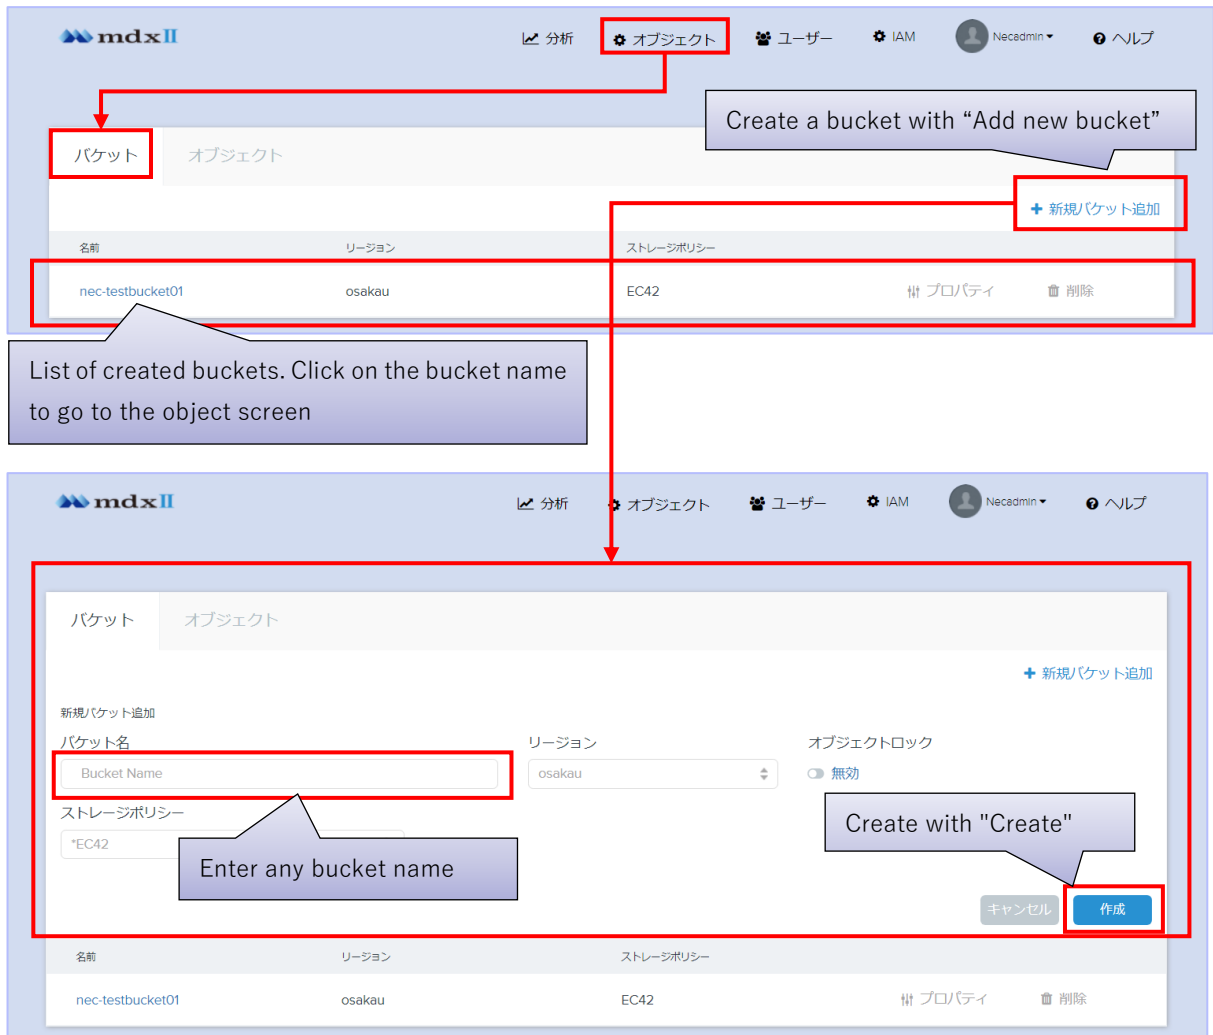 mdxII
分析
オブジェクト
ユーザー
IAM
Necadmin
ヘルプ
Create a bucket with “Add new bucket”
バケット
オブジェクト
新規バケット追加
名前 リージョン ストレージポリシー
nec-testbucket01 osakau EC42 プロパティ 削除
List of created buckets. Click on the bucket name
to go to the object screen
mdxII
分析
オブジェクト
ユーザー
IAM
Necadmin
ヘルプ
バケット
オブジェクト
新規バケット追加
新規バケット追加
バケット名 リージョン オブジェクトロック
Bucket Name osakau 無効
ストレージポリシー
*EC42
Create with "Create"
Enter any bucket name
キャンセル 作成
名前 リージョン ストレージポリシー
nec-testbucket01 osakau EC42 プロパティ 削除